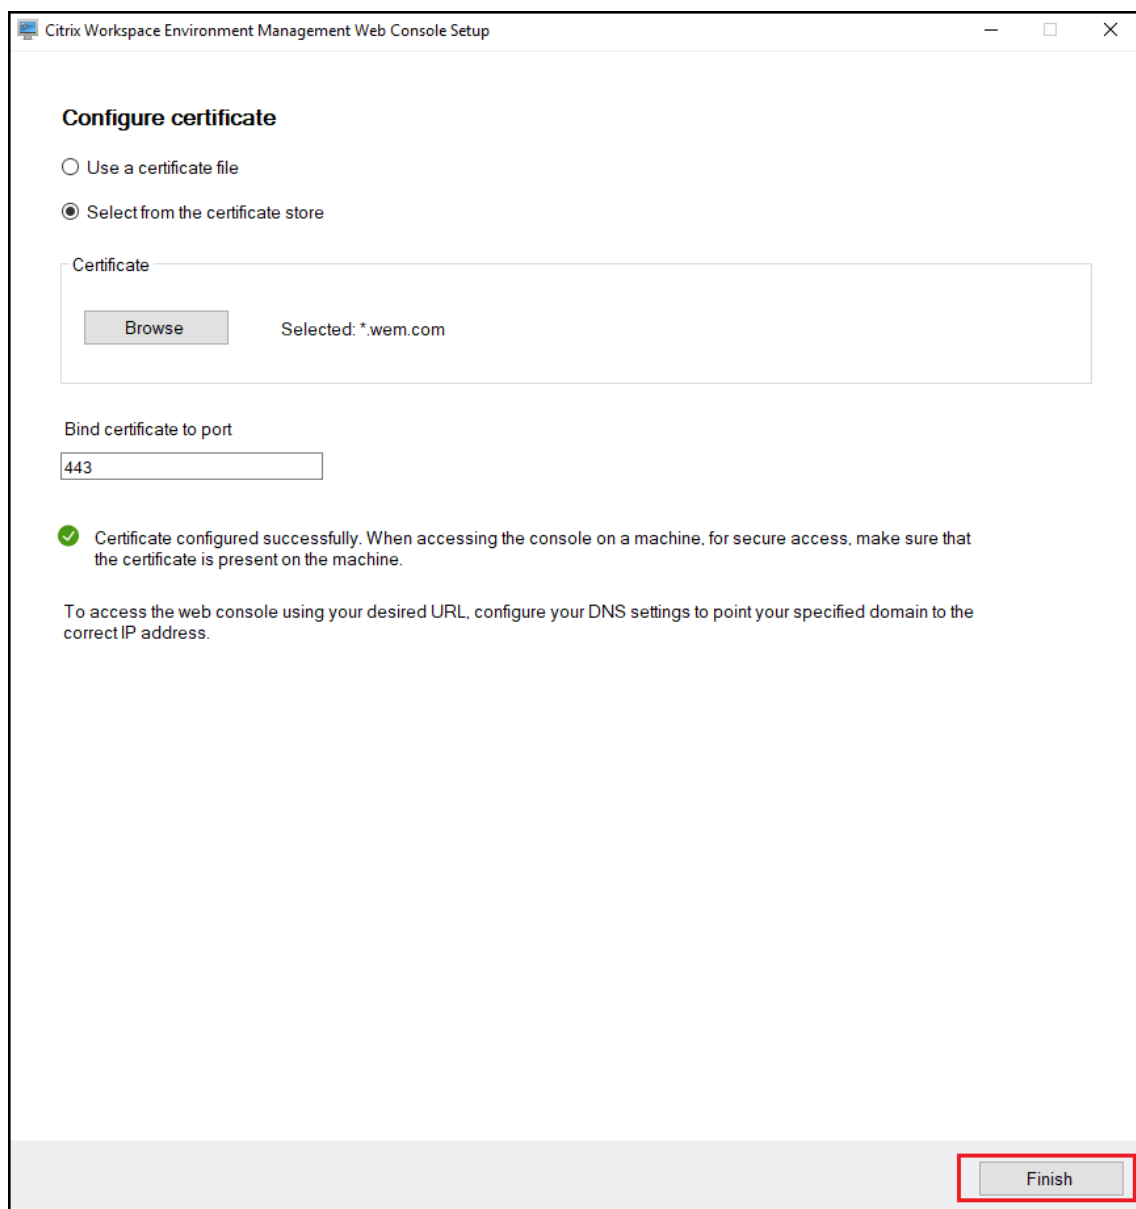 Citrix Workspace Environment Management Web Console Setup
Configure certificate
Use a certificate file
Select from the certificate store
Certificate
Browse
Selected: *.wem.com
Bind certificate to port
443
Certificate configured successfully. When accessing the console on a machine, for secure access, make sure that
the certificate is present on the machine.
To access the web console using your desired URL, configure your DNS settings to point your specified domain to the
correct IP address.
Finish